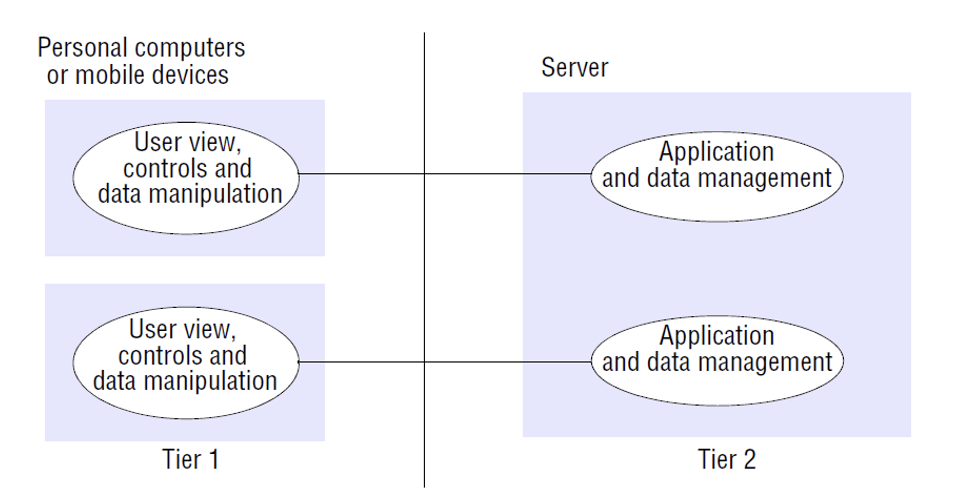 Personal computers
or mobile devices
Server
User view,
controls and
data manipulation
Application
and data management
User view,
controls and
data manipulation
Application
and data management
Tier 1
Tier 2